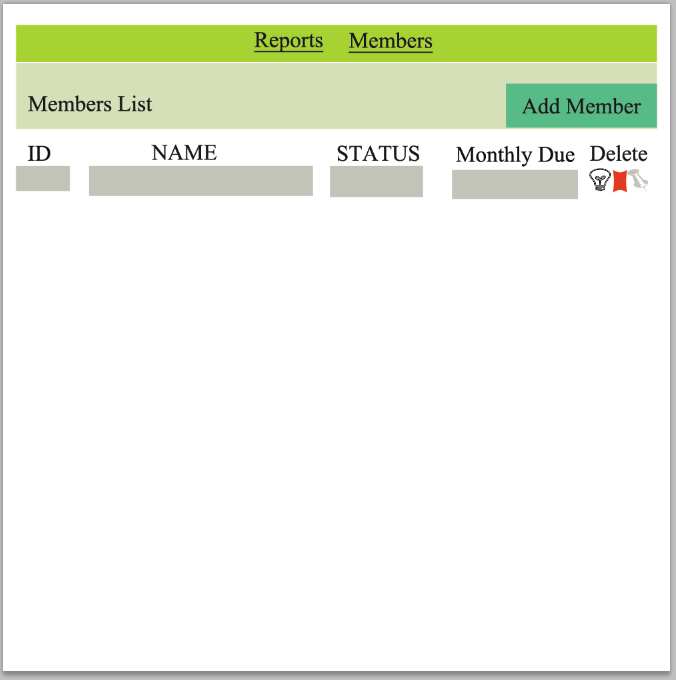 Reports Members
Members List
Add Member
ID NAME STATUS Monthly Due Delete